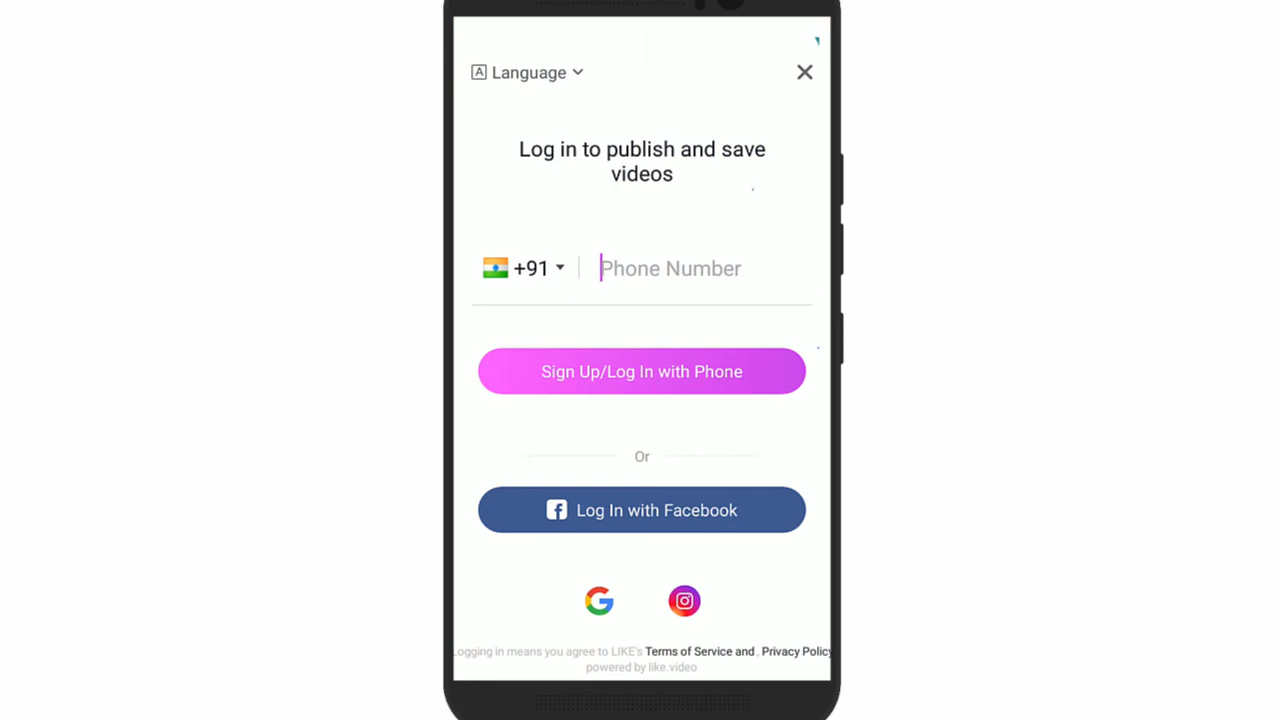 A Language
Log in to publish and save
videos
+91 Phone Number
Sign Up/Log In with Phone
Or
f Log In with Facebook
G
ogging in means you agree to LIKE's Terms of Service and , Privacy Policy
powered by like.video